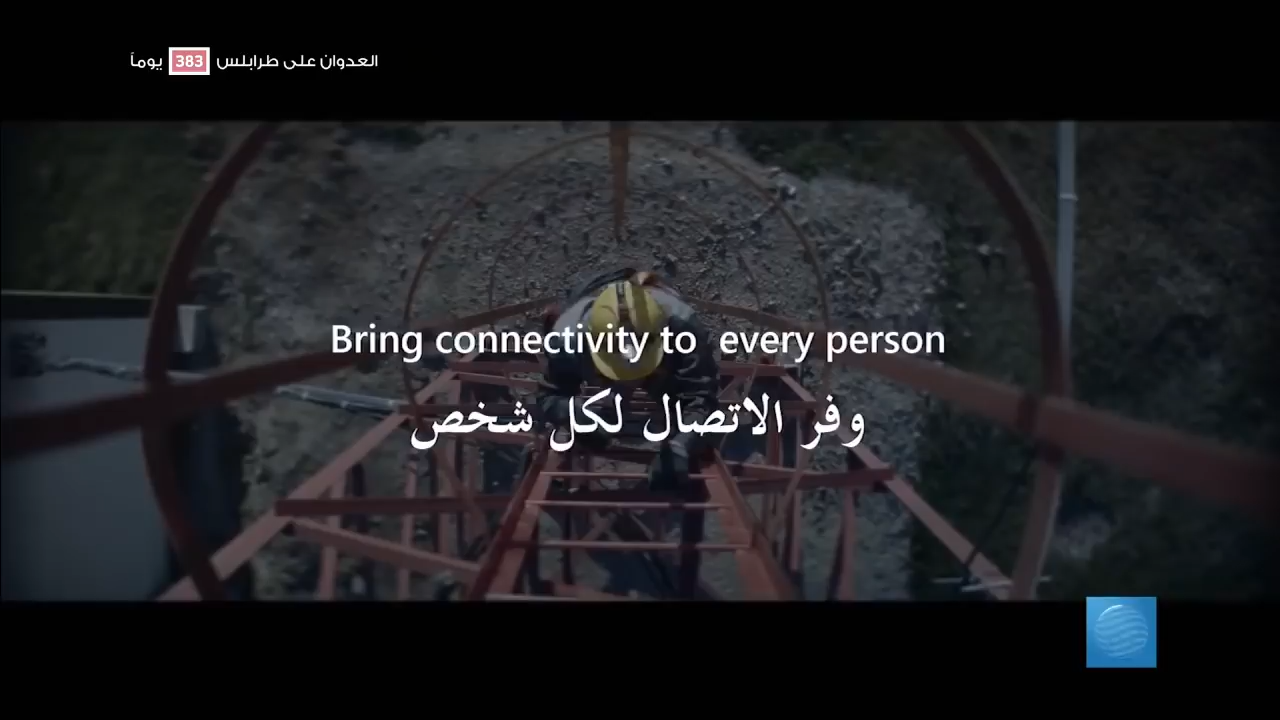 العدوان على طرابلس 383 يوماً
Bring connectivity to  every person
وفر الاتصال لكل شخص